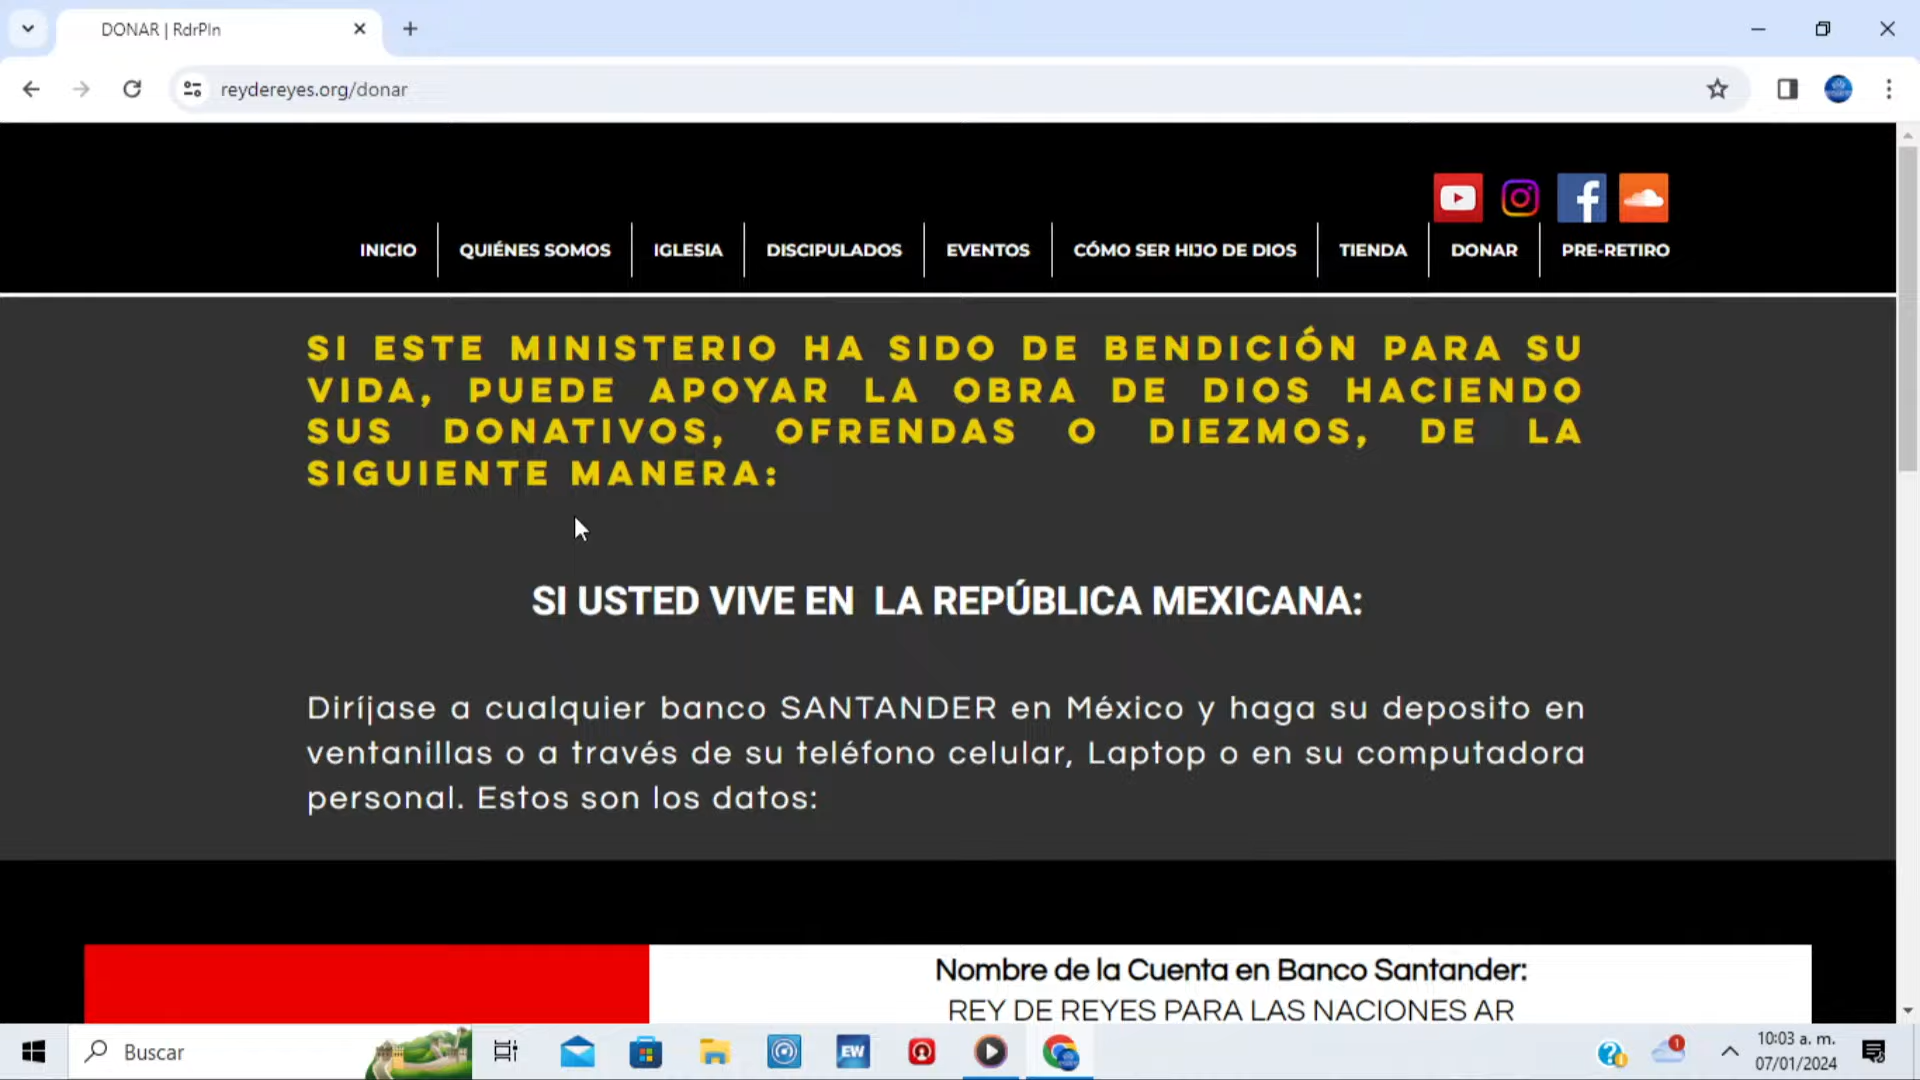 DONAR | RdrPln
reydereyes.org/donar
INICIO
QUIÉNES SOMOS
IGLESIA
DISCIPULADOS
EVENTOS
CÓMO SER HIJO DE DIOS
TIENDA
DONAR
PRE-RETIRO
SI ESTE MINISTERIO HA SIDO DE BENDICIÓN PARA SU
VIDA, PUEDE APOYAR LA OBRA DE DIOS HACIENDO
SUS DONATIVOS, OFRENDAS O DIEZMOS, DE LA
SIGUIENTE MANERA:
SI USTED VIVE EN LA REPÚBLICA MEXICANA:
Diríjase a cualquier banco SANTANDER en México y haga su deposito en
ventanillas o a través de su teléfono celular, Laptop o en su computadora
personal. Estos son los datos:
Nombre de la Cuenta en Banco Santander:
REY DE REYES PARA LAS NACIONES AR
Buscar
EW
1
10:03 a. m.
07/01/2024